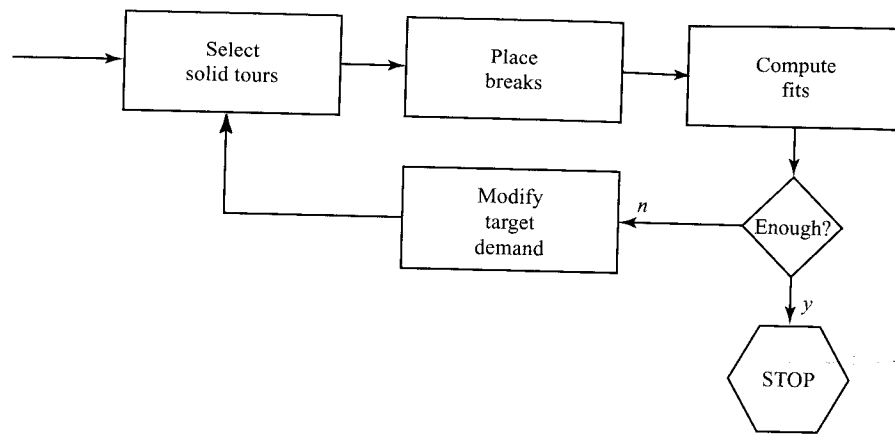 Select
solid tours
Place
breaks
Compute
fits
Modify
target
demand
n
Enough?
y
STOP